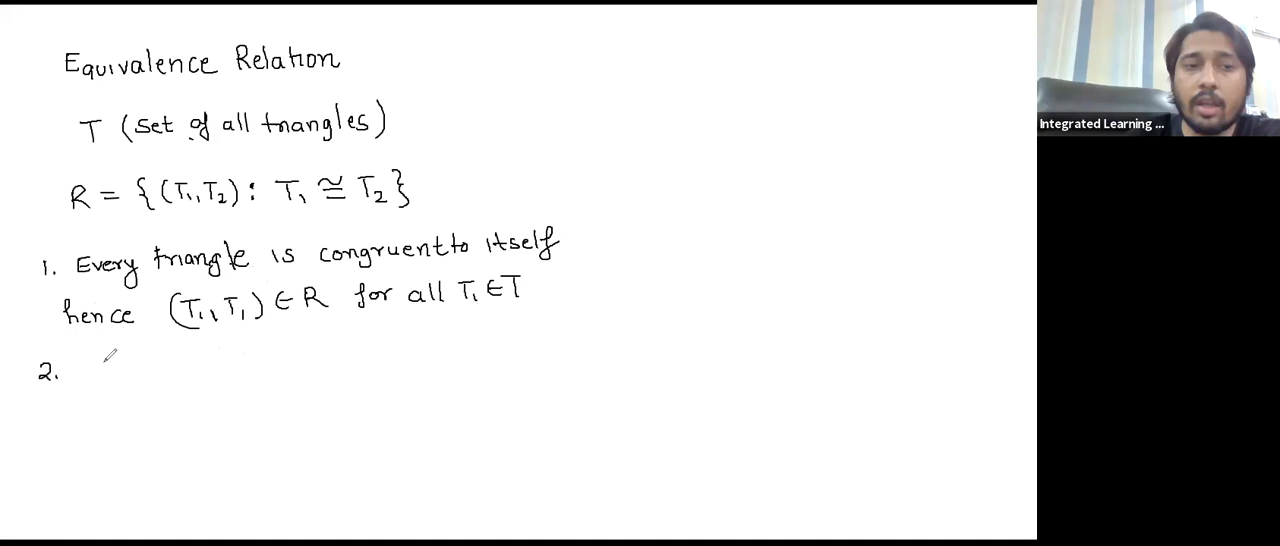 Equivalence Relation
T (set of all triangles)
R = {(T₁,T₂) : T₁ ≅ T₂}
1. Every triangle is congruent to itself
hence (T₁, T₁) ∈ R for all T₁ ∈ T
2.
Integrated Learning ...